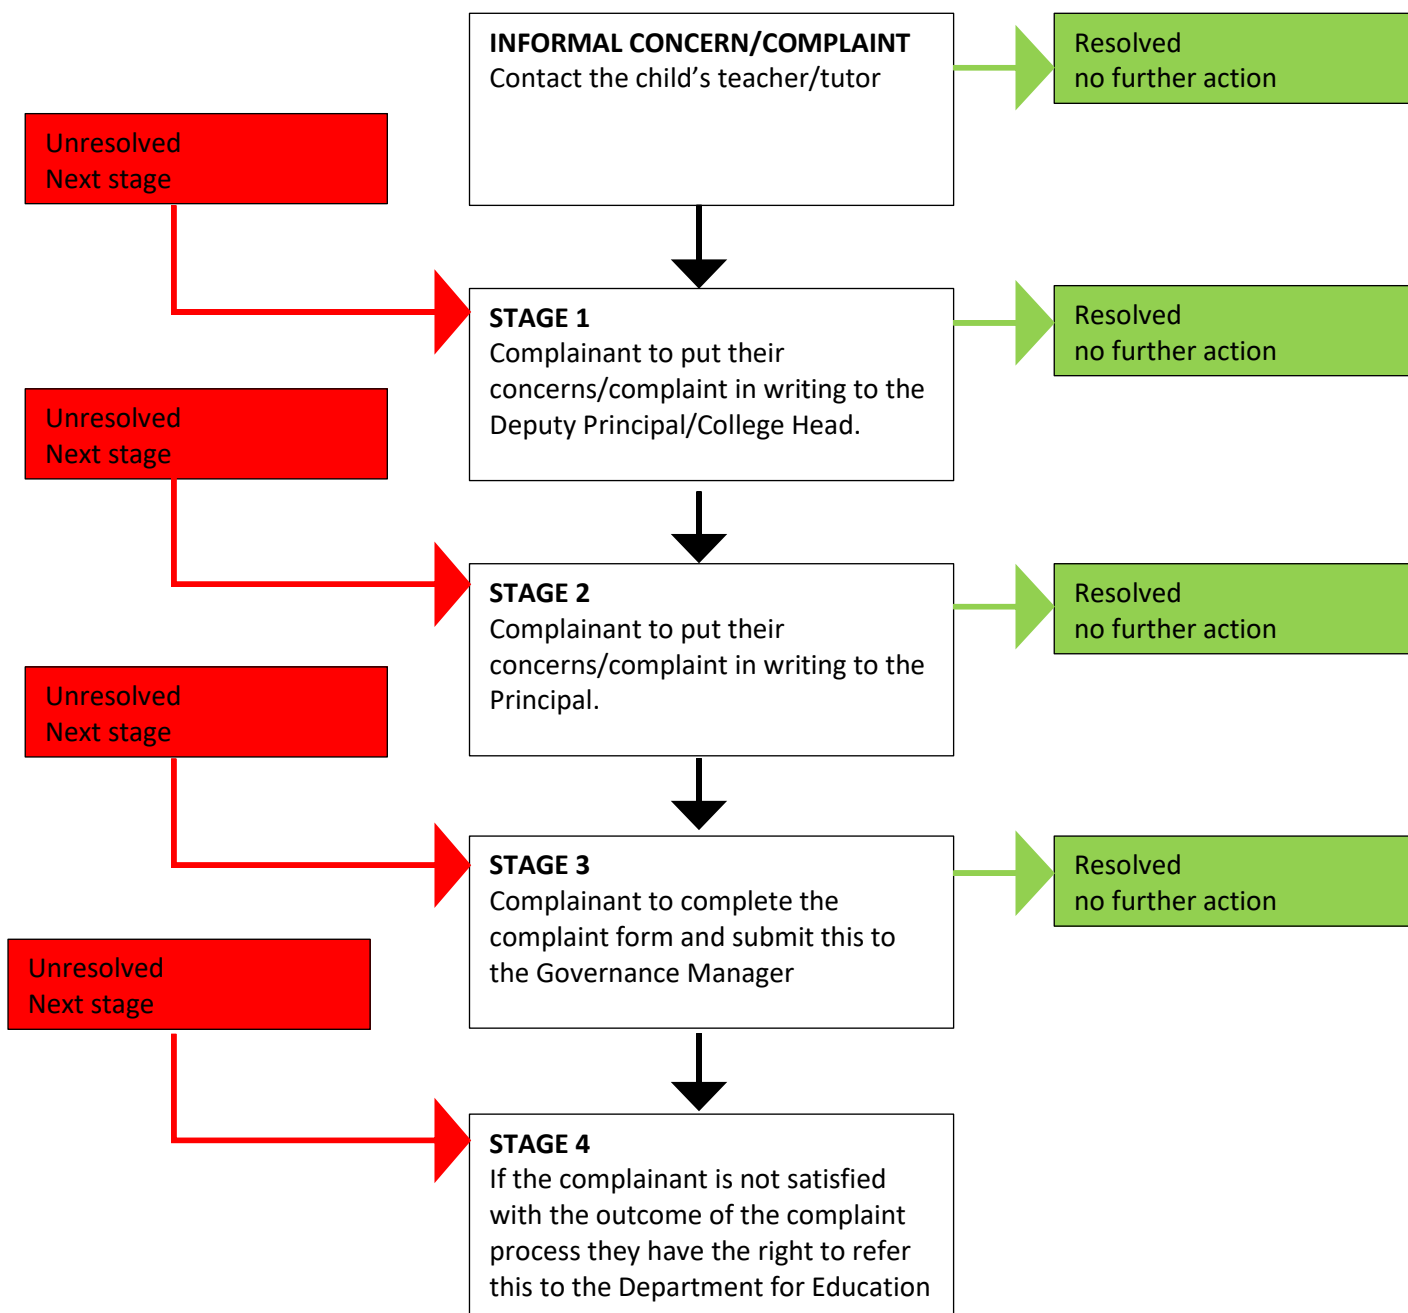 INFORMAL CONCERN/COMPLAINT
Contact the child’s teacher/tutor
Resolved
no further action
Unresolved
Next stage
STAGE 1
Complainant to put their
concerns/complaint in writing to the
Deputy Principal/College Head.
Resolved
no further action
Unresolved
Next stage
STAGE 2
Complainant to put their
concerns/complaint in writing to the
Principal.
Resolved
no further action
Unresolved
Next stage
STAGE 3
Complainant to complete the
complaint form and submit this to
the Governance Manager
Resolved
no further action
Unresolved
Next stage
STAGE 4
If the complainant is not satisfied
with the outcome of the complaint
process they have the right to refer
this to the Department for Education